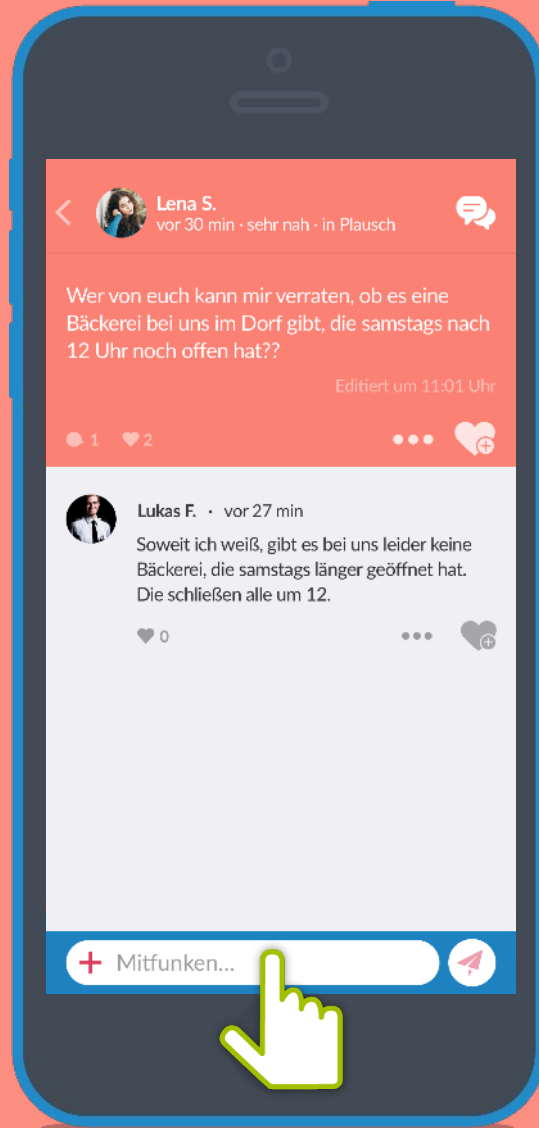 Lena S.
vor 30 min · sehr nah · in Plausch
Wer von euch kann mir verraten, ob es eine
Bäckerei bei uns im Dorf gibt, die samstags nach
12 Uhr noch offen hat??
Editiert um 11:01 Uhr
1 2
Lukas F. · vor 27 min
Soweit ich weiß, gibt es bei uns leider keine
Bäckerei, die samstags länger geöffnet hat.
Die schließen alle um 12.
0
Mitfunken...